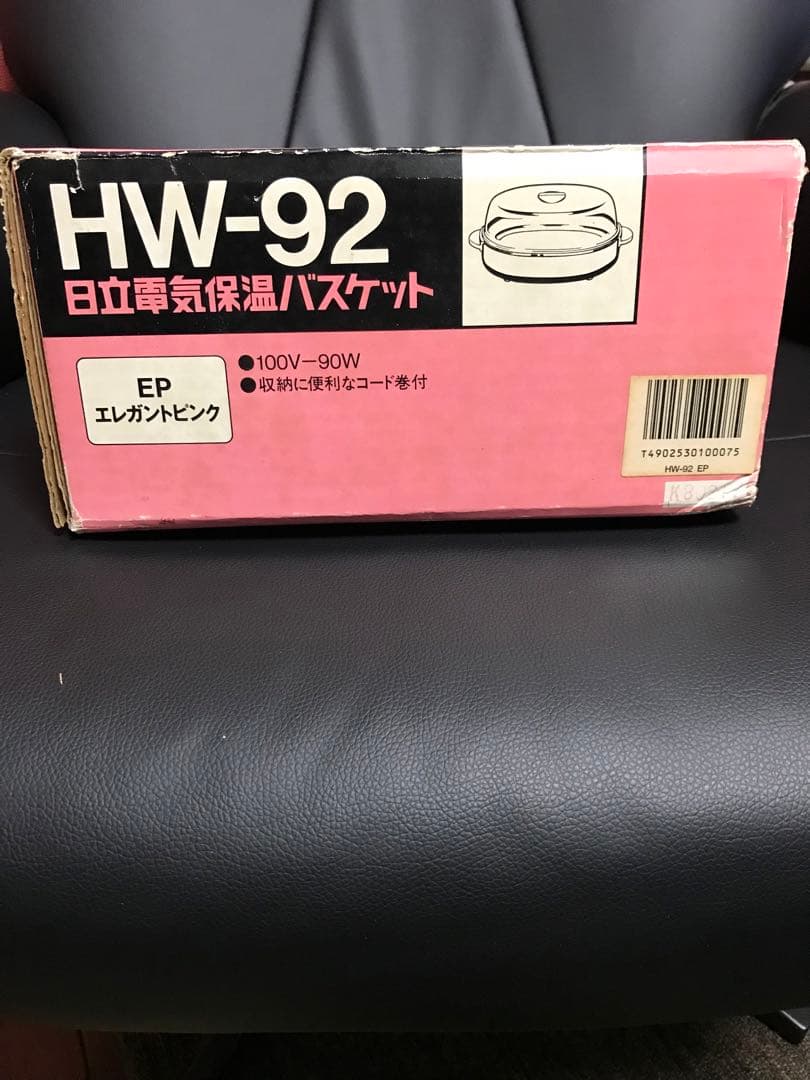 HW-92
日立電気保温バスケット
EP
エレガントピンク
●100V－90W
●収納に便利なコード巻付
T4902530100075
HW-92 EP